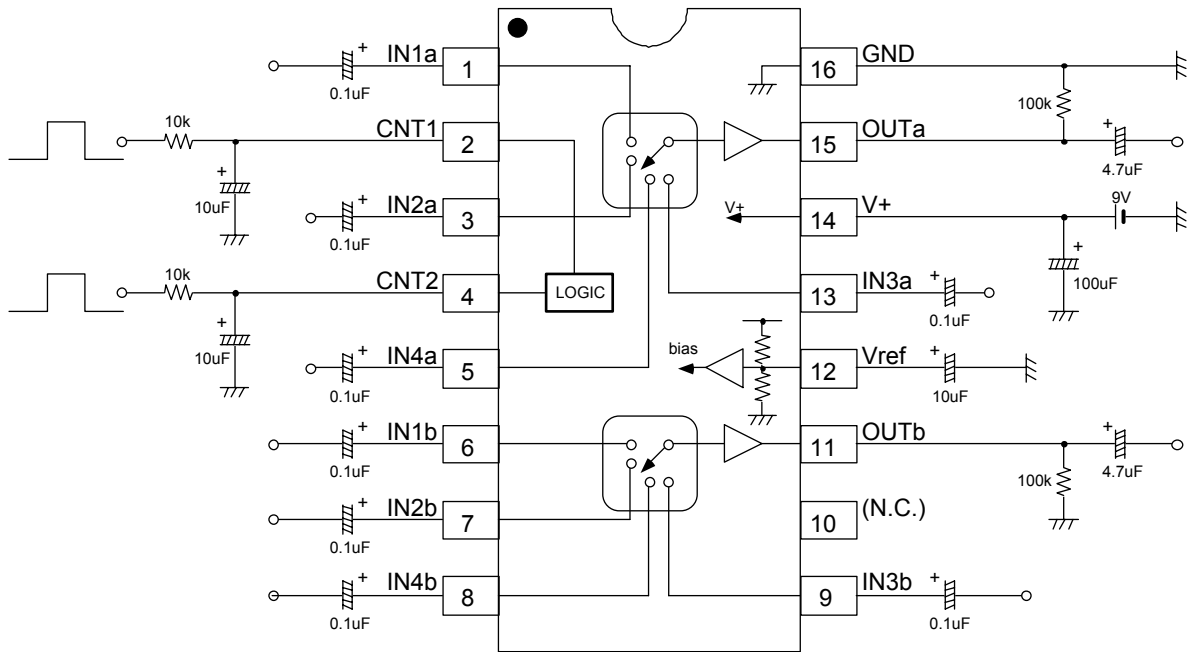 IN1a
+
0.1uF
1
16
GND
100k
10k
CNT1
2
+
10uF
15
OUTa
+
4.7uF
IN2a
+
0.1uF
3
V+
14
V+
9V
100uF
+
10k
CNT2
4
LOGIC
+
10uF
13
IN3a
+
0.1uF
IN4a
+
0.1uF
5
bias
12
Vref
+
10uF
IN1b
+
0.1uF
6
11
OUTb
+
4.7uF
100k
IN2b
+
0.1uF
7
10
(N.C.)
IN4b
+
0.1uF
8
9
IN3b
+
0.1uF